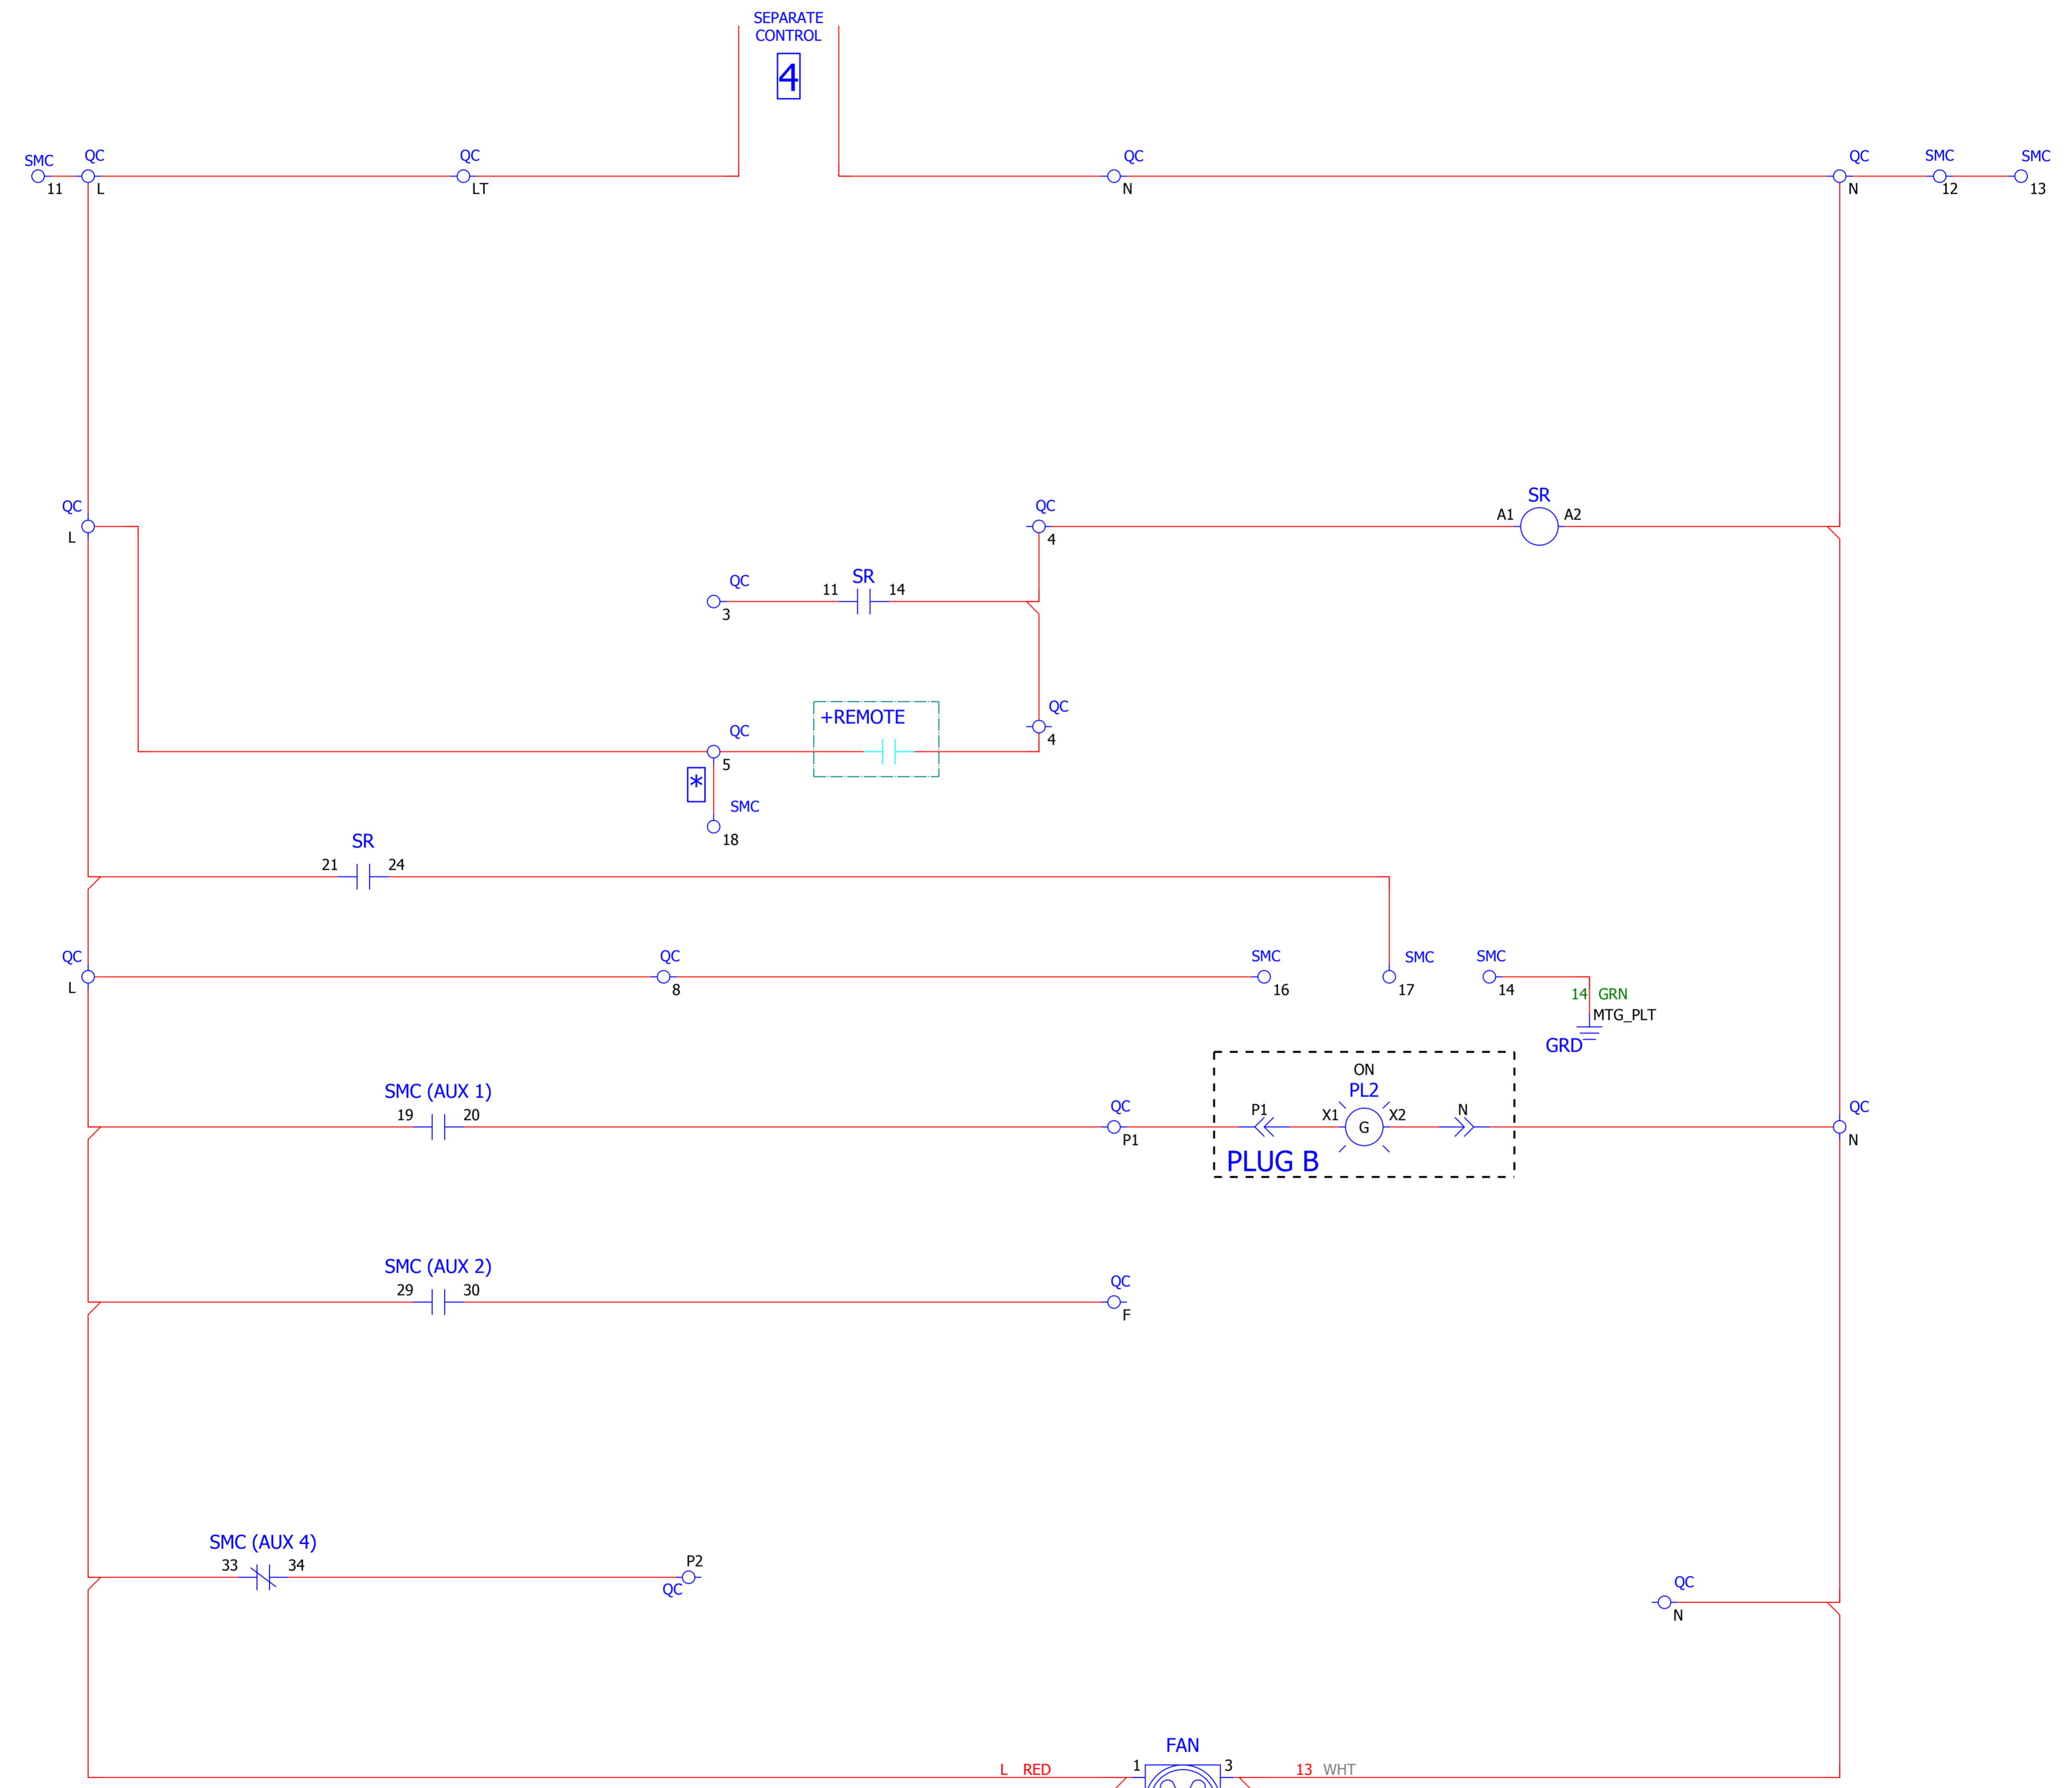 SEPARATE
CONTROL
4
SMC
QC
QC
QC
QC
SMC
SMC
11
L
LT
N
N
12
13
QC
L
QC
4
SR
A1
A2
QC
3
SR
11
14
QC
4
+REMOTE
QC
5
*
SMC
18
SR
21
24
QC
L
QC
8
SMC
16
SMC
17
SMC
14
14 GRN
MTG_PLT
GRD
SMC (AUX 1)
19
20
QC
P1
ON
PL2
P1
X1
G
X2
N
PLUG B
QC
N
SMC (AUX 2)
29
30
QC
F
SMC (AUX 4)
33
34
P2
QC
QC
N
FAN
L RED
1
3
13 WHT